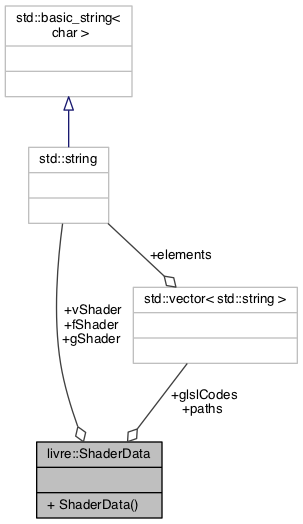 std::basic_string<
char >
std::string
+elements
std::vector< std::string >
+vShader
+fShader
+gShader
+glslCodes
+paths
livre::ShaderData
+ ShaderData()